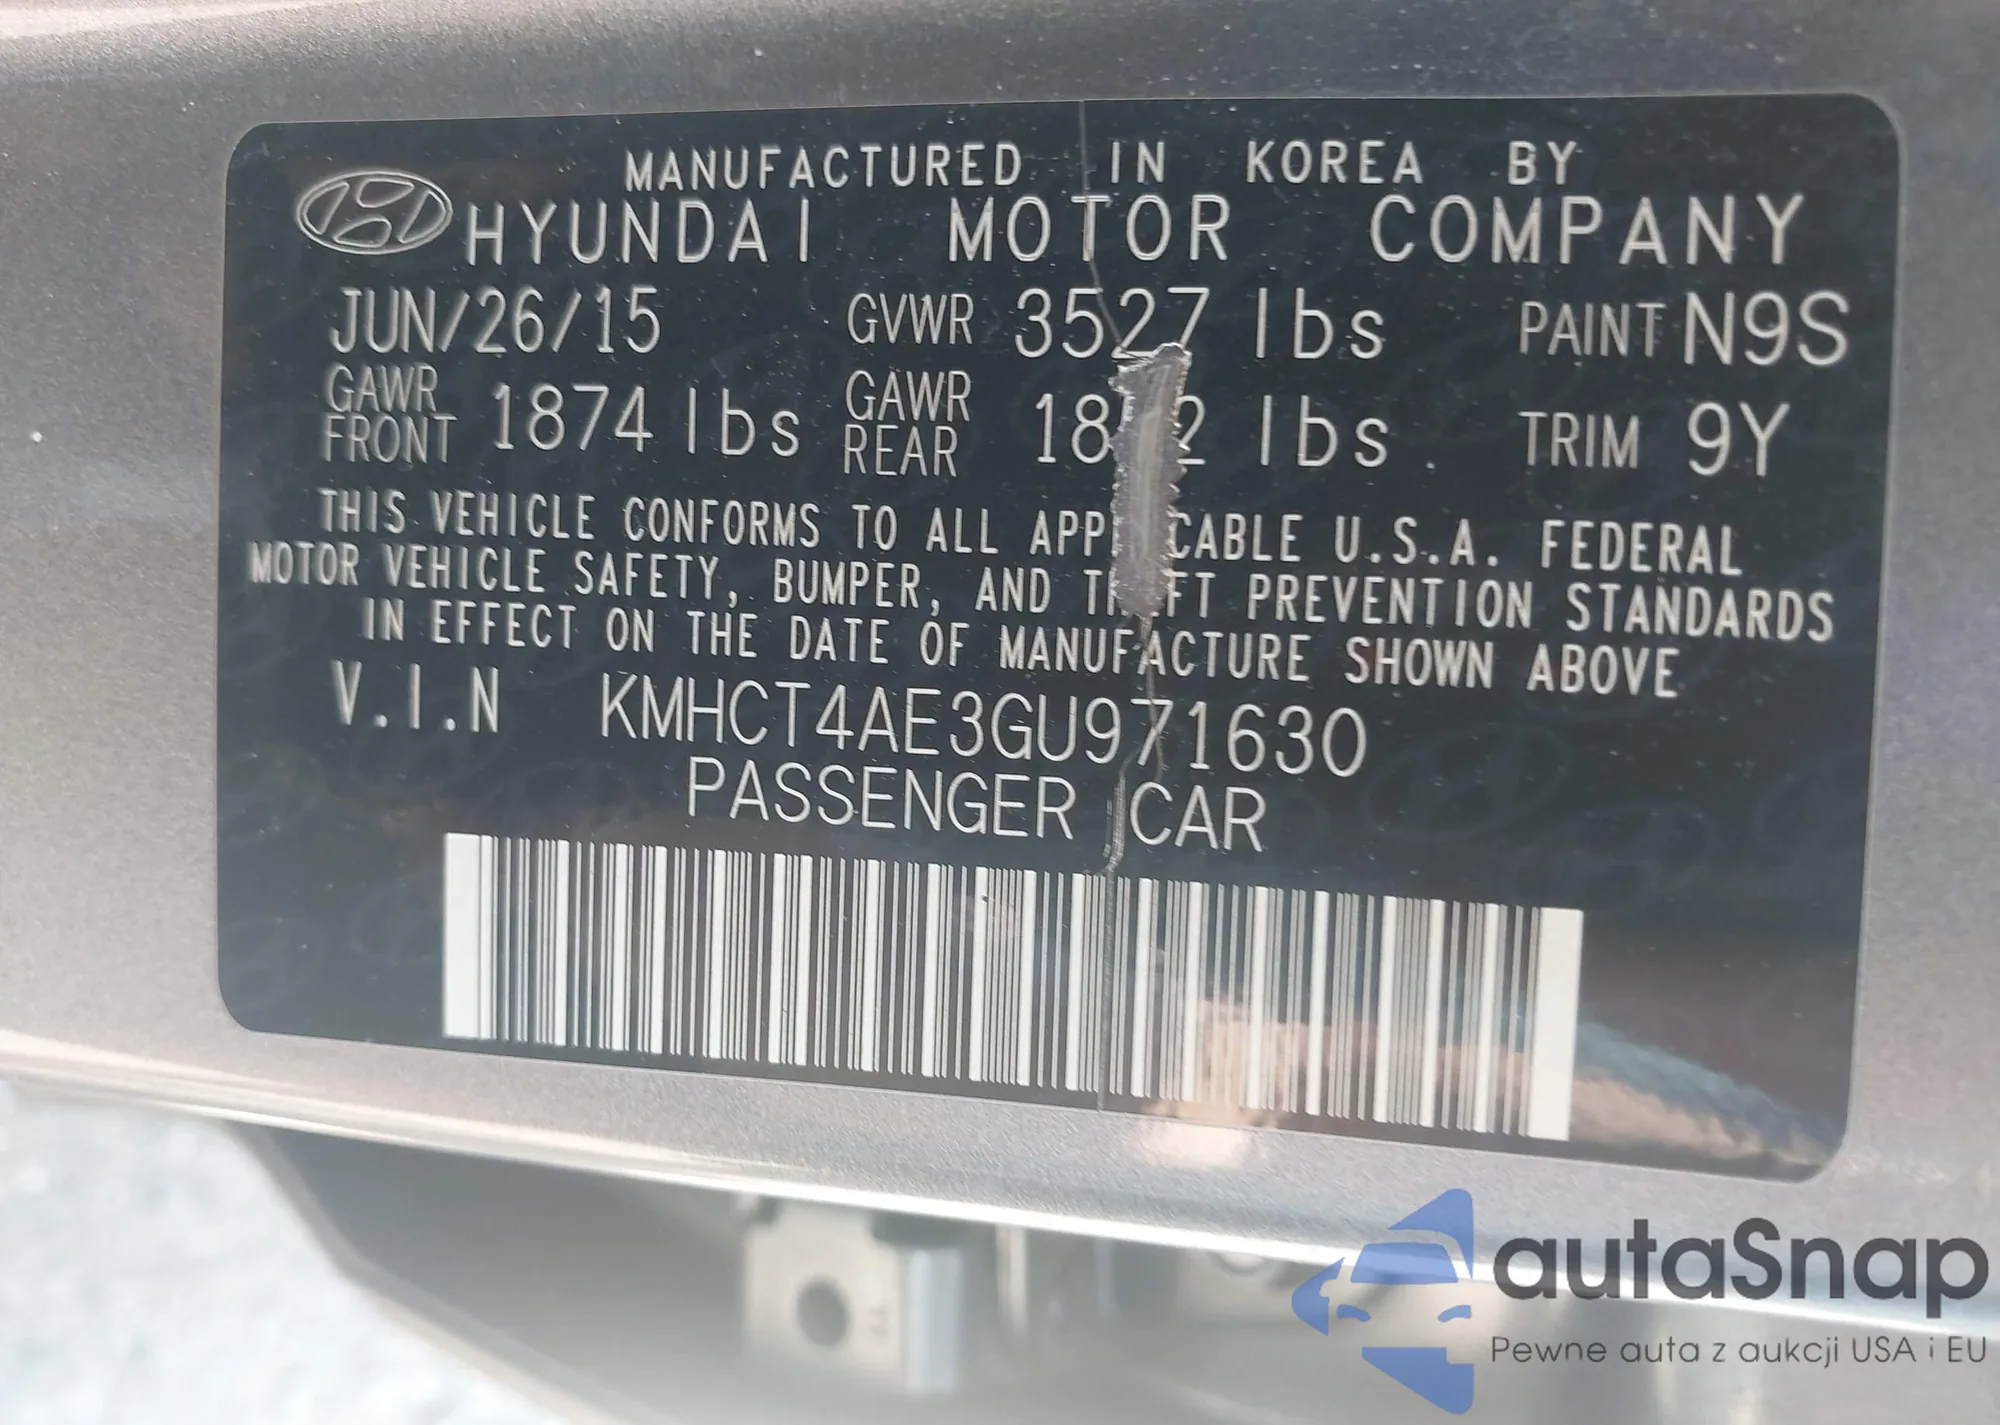 MANUFACTURED IN KOREA BY
HYUNDAI MOTOR COMPANY
JUN/26/15 GVWR 3527 lbs PAINT N9S
GAWR FRONT 1874 lbs GAWR REAR lbs TRIM 9Y
THIS VEHICLE CONFORMS TO ALL U.S.A. FEDERAL
MOTOR VEHICLE SAFETY, BUMPER, AND PREVENTION STANDARDS
IN EFFECT ON THE DATE OF MANUFACTURE SHOWN ABOVE
V.I.N KMHCT4AE3GU971630
PASSENGER CAR
autaSnap
Pewne auta z aukcji USA i EU